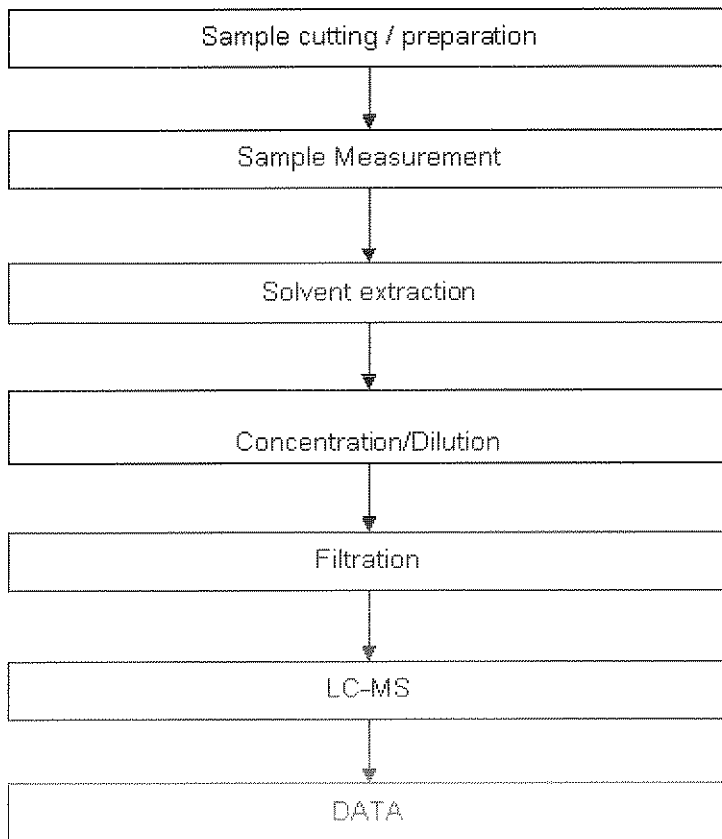 Sample cutting / preparation
Sample Measurement
Solvent extraction
Concentration/Dilution
Filtration
LC-MS
DATA